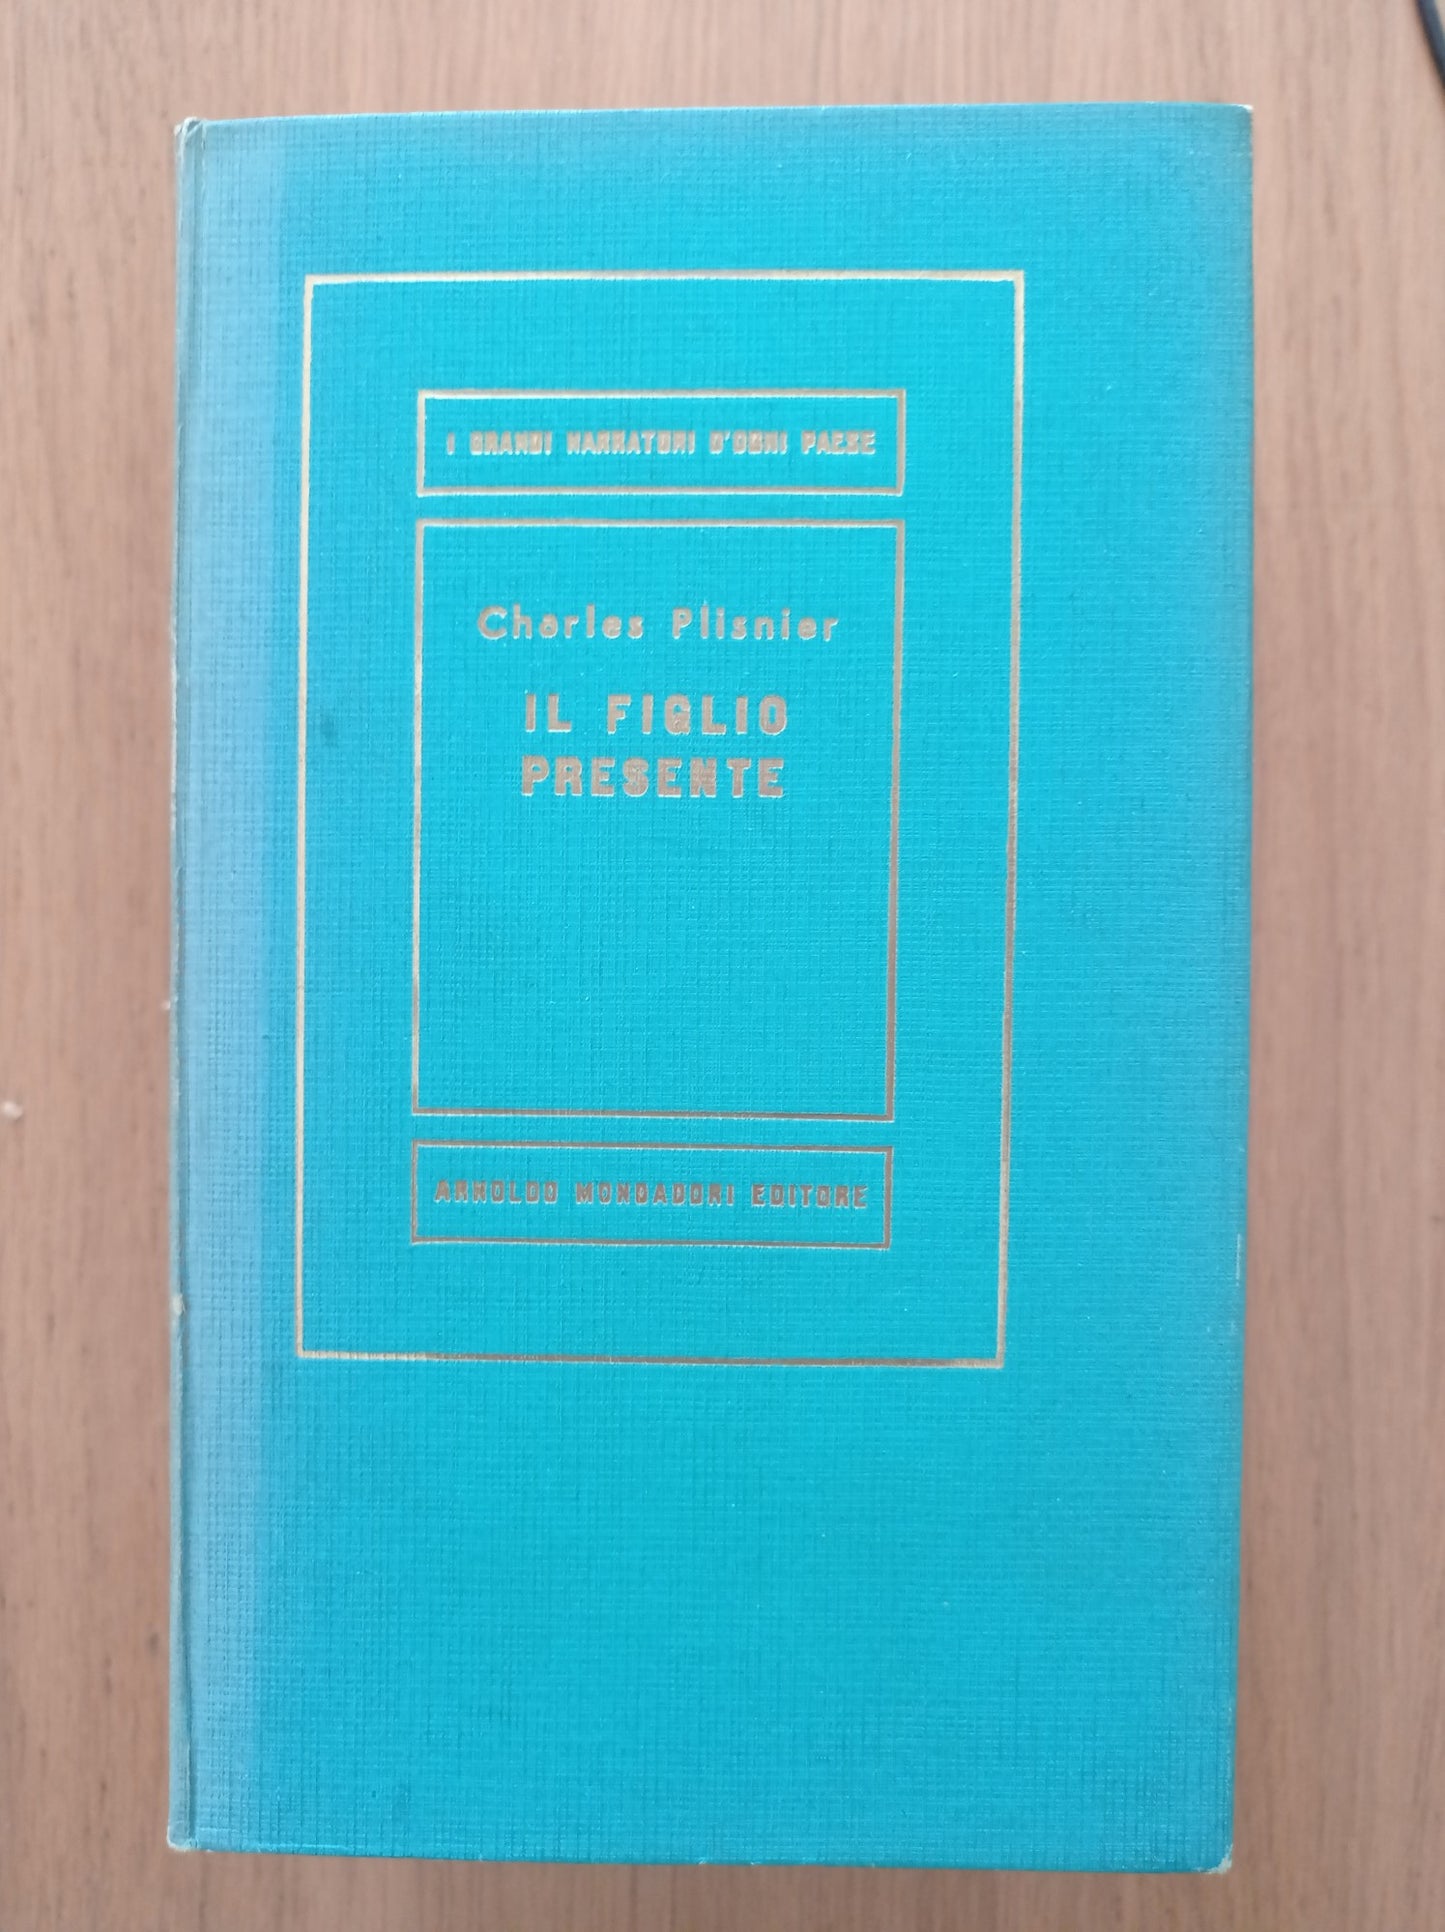 I GRANDI NARRATORI D'OGNI PAESE
Charles Plisnier
IL FIGLIO
PRESENTE
ARNOLDO MONDADORI EDITORE